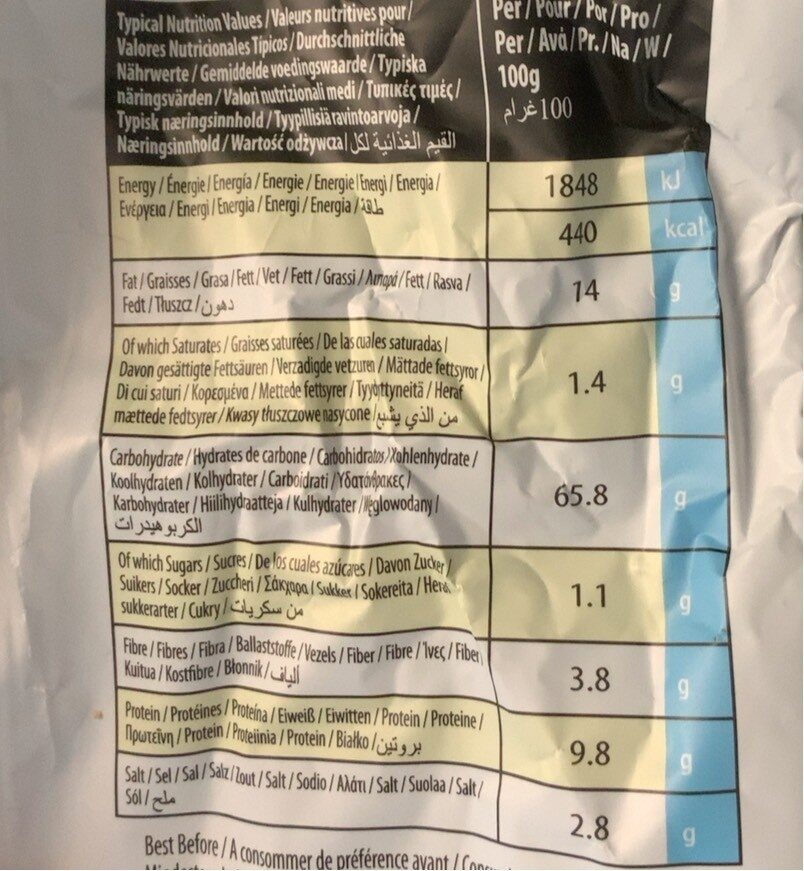 Typical Nutrition Values / Valeurs nutritives pour /
Valores Nutricionales Típicos / Durchschnittliche
Nährwerte / Gemiddelde voedingswaarde / Typiska
näringsvärden / Valori nutrizionali medi / Τυπικές τιμές /
Typisk næringsinnhold / Tyypillisiä ravintoarvoja /
Næringsinnhold / Wartość odżywcza / القيم الغذائية لكل
Per / Pour / Por / Pro /
Per / Avå / Pr. / Na / W /
100g
100 غرام
Energy / Énergie / Energía / Energie / Energie / Energi / Energia /
Ενέργεια / Energi / Energia / Energi / Energia / طاقة
1848 kJ
440 kcal
Fat / Graisses / Grasa / Fett / Vet / Fett / Grassi / Λιπαρά / Fett / Rasva /
Fedt / Tłuszcz / دهون
14 g
Of which Saturates / Graisses saturées / De las cuales saturadas /
Davon gesättigte Fettsäuren / Verzadigde vetzuren / Mättade fettsyror /
Di cui saturi / Κορεσμένα / Mettede fettsyrer / Tyydttyneitä / Heraf
mættede fedtsyrer / Kwasy tłuszczowe nasycone / من الذي يشبع
1.4 g
Carbohydrate / Hydrates de carbone / Carbohidratos / Kohlenhydrate /
Koolhydraten / Kolhydrater / Carboidrati / Υδατάνθρακες /
Karbohydrater / Hiilihydraatteja / Kulhydrater / Węglowodany /
الكربوهيدرات
65.8 g
Of which Sugars / Sucres / De los cuales azúcares / Davon Zucker /
Suikers / Socker / Zuccheri / Σάκχαρα / Sukker / Sokereita / Heraf
sukkerarter / Cukry / من سكريات
1.1 g
Fibre / Fibres / Fibra / Ballaststoffe / Vezels / Fiber / Fibre / Ίνες / Fiber
Kuitua / Kostfibre / Błonnik / ألياف
3.8 g
Protein / Protéines / Proteína / Eiweiß / Eiwitten / Protein / Proteine /
Πρωτεΐνη / Protein / Proteiinia / Protein / Białko / بروتين
9.8 g
Salt / Sel / Sal / Salz / Zout / Salt / Sodio / Αλάτι / Salt / Suolaa / Salt /
Sól / ملح
2.8 g
Best Before / A consommer de préférence avant /